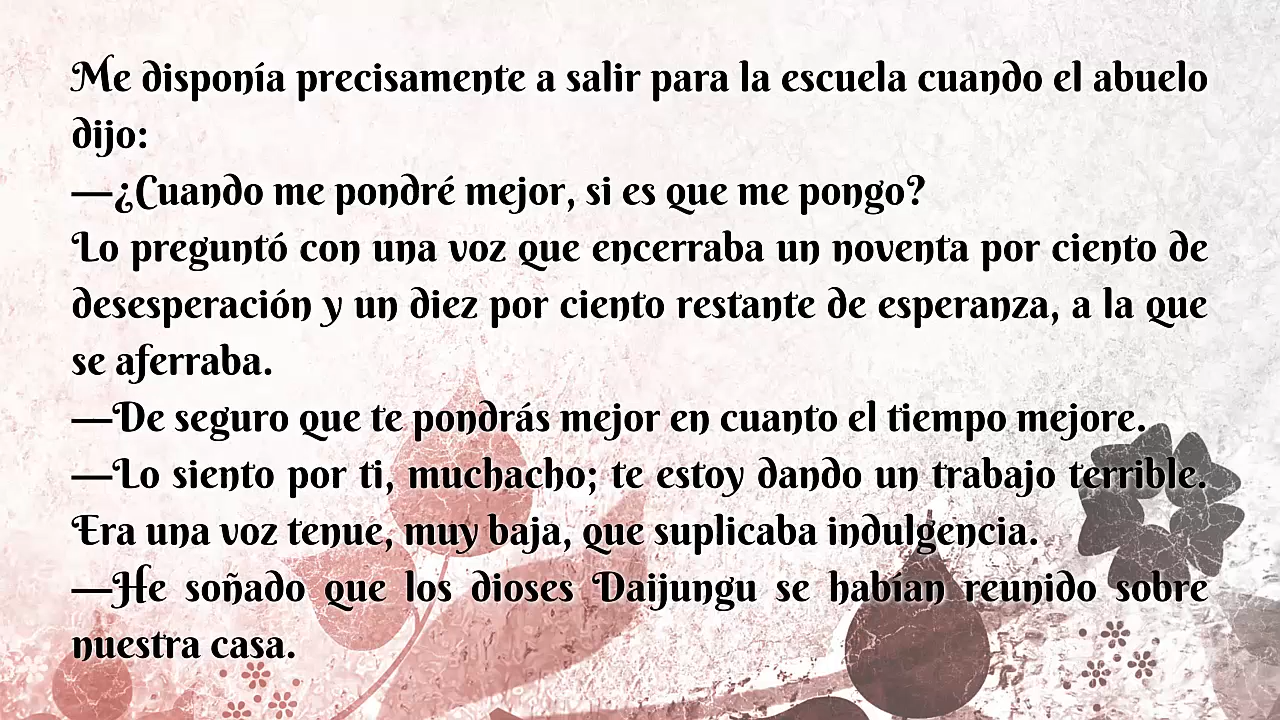 Me disponía precisamente a salir para la escuela cuando el abuelo
dijo:
—¿Cuando me pondré mejor, si es que me pongo?
Lo preguntó con una voz que encerraba un noventa por ciento de
desesperación y un diez por ciento restante de esperanza, a la que
se aferraba.
—De seguro que te pondrás mejor en cuanto el tiempo mejore.
—Lo siento por ti, muchacho; te estoy dando un trabajo terrible.
Era una voz tenue, muy baja, que suplicaba indulgencia.
—He soñado que los dioses Daijungu se habían reunido sobre
nuestra casa.